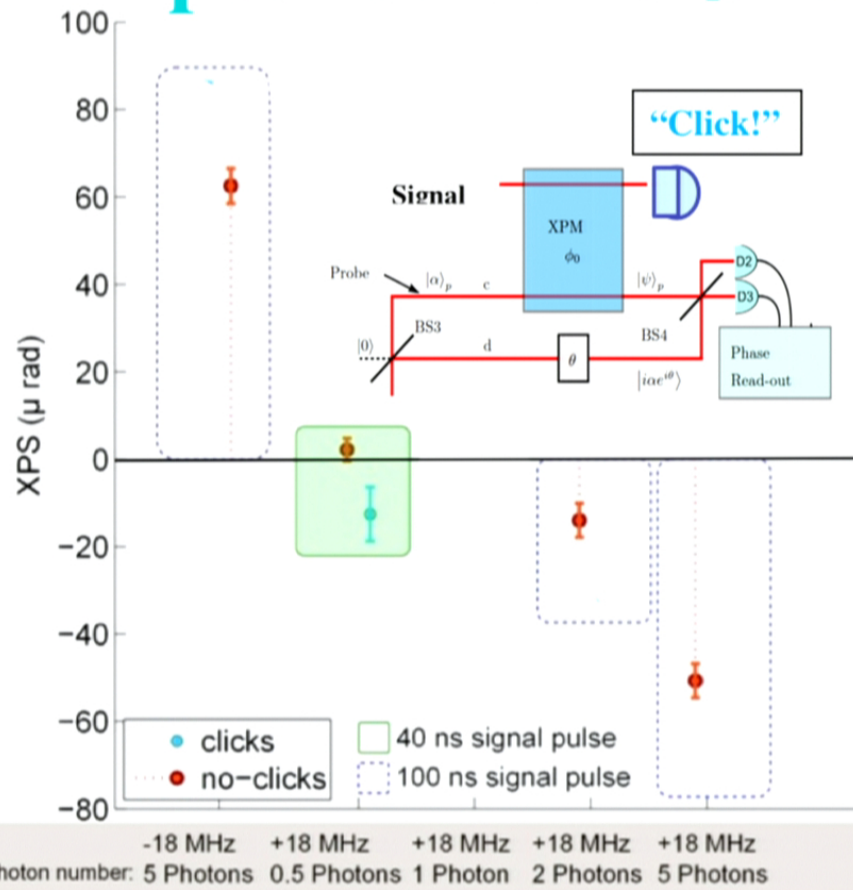 100
80
60
40
20
0
−20
−40
−60
−80
XPS (μ rad)
“Click!”
Signal
XPM
ϕ₀
Probe
|α⟩ₚ
c
|ψ⟩ₚ
D2
D3
BS3
BS4
|0⟩
d
θ
|iαe^{iθ}⟩
Phase
Read-out
clicks
no−clicks
40 ns signal pulse
100 ns signal pulse
-18 MHz +18 MHz +18 MHz +18 MHz +18 MHz
number: 5 Photons 0.5 Photons 1 Photon 2 Photons 5 Photons